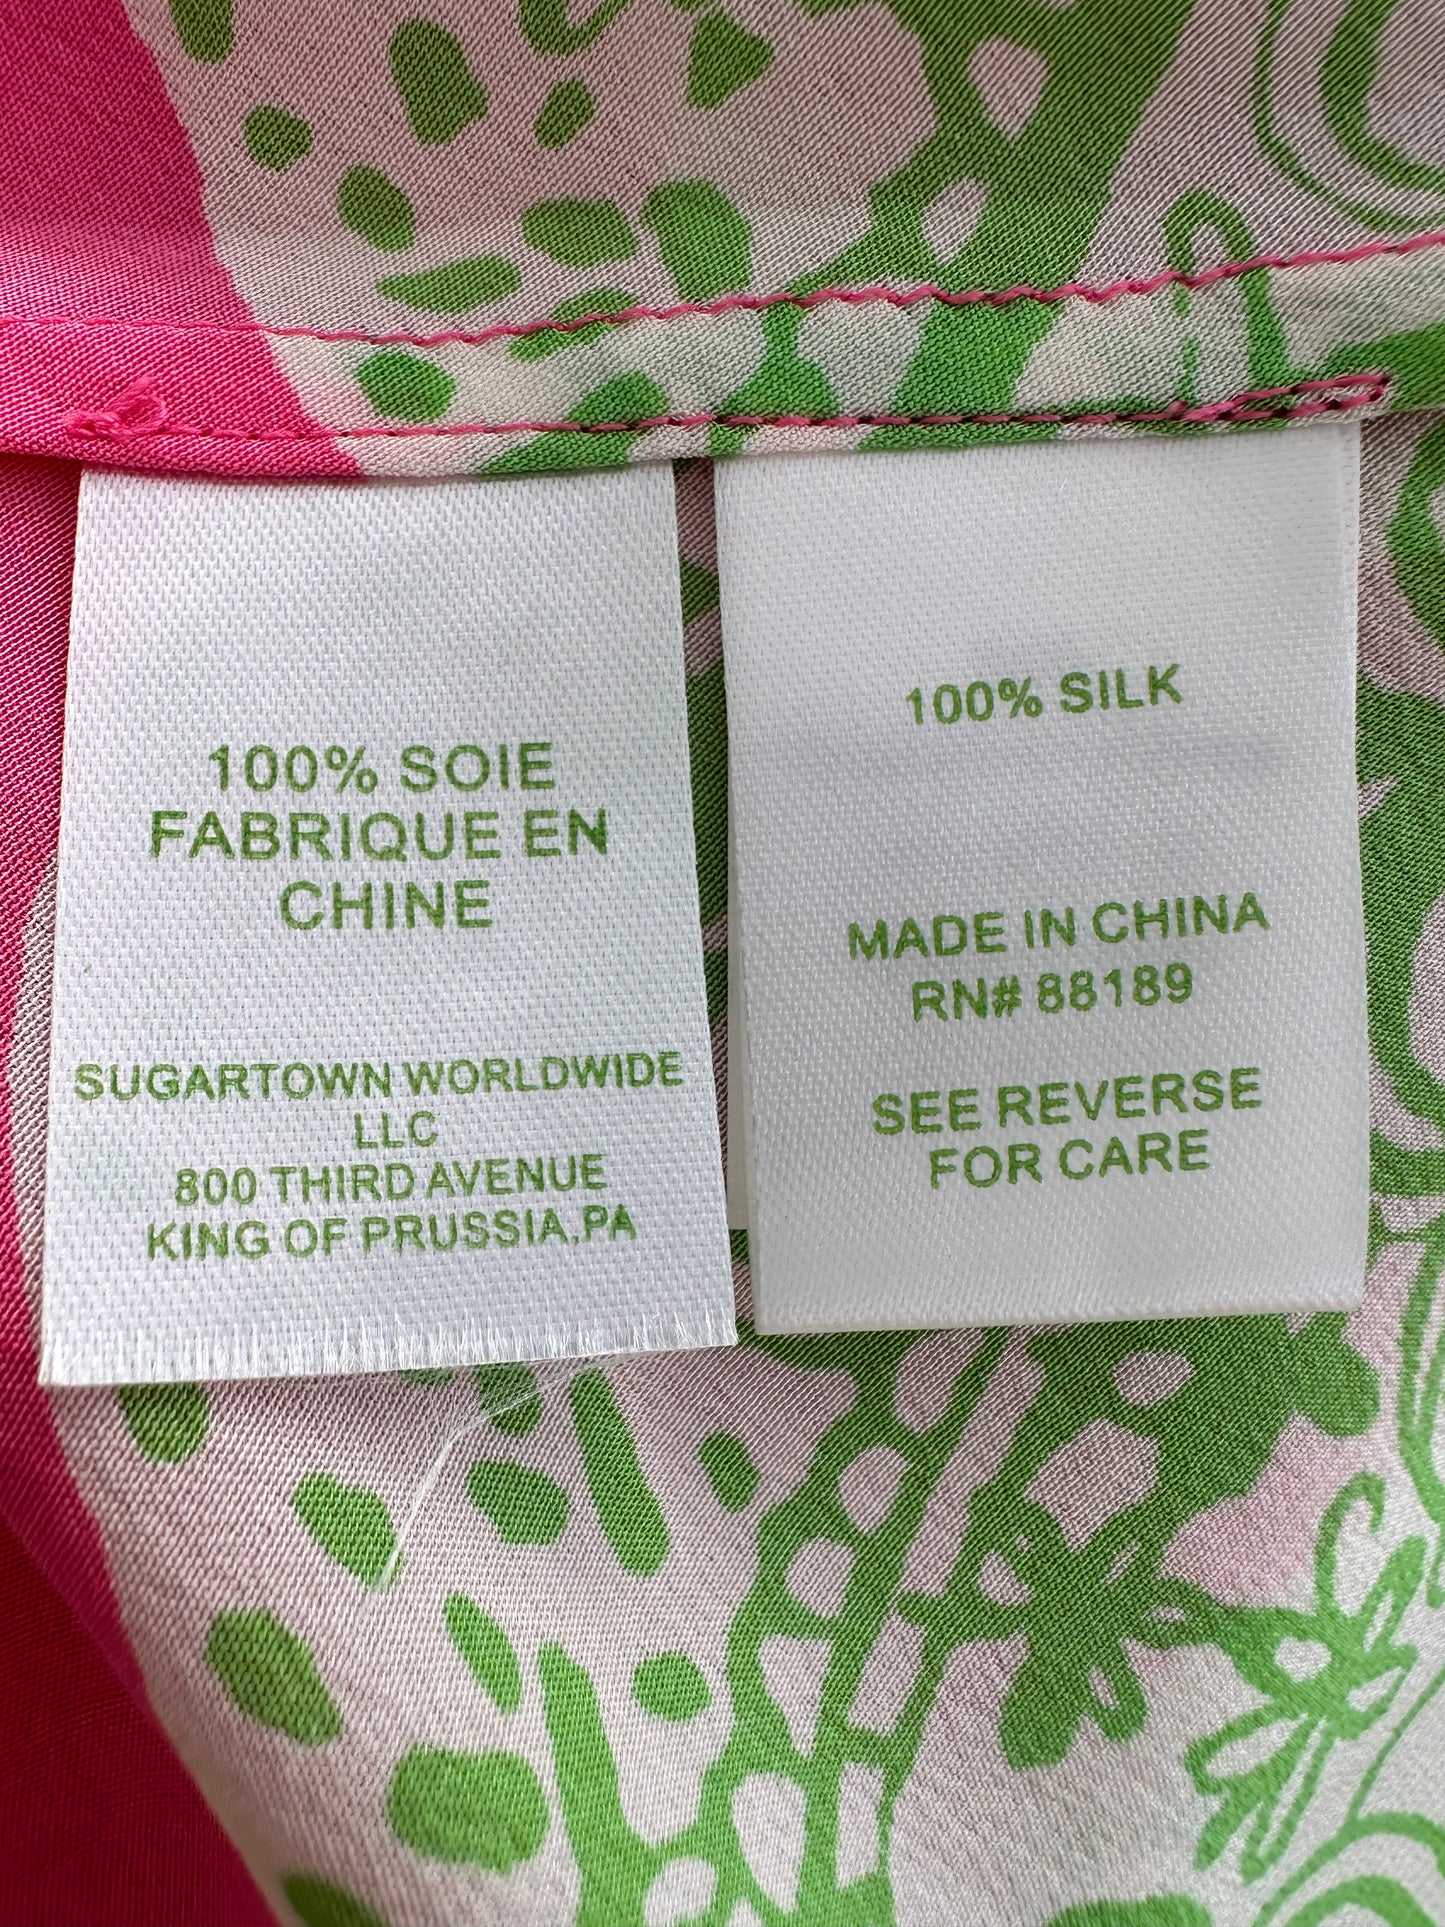 100% SOIE
FABRIQUE EN
CHINE
SUGARTOWN WORLDWIDE
LLC
800 THIRD AVENUE
KING OF PRUSSIA,PA
100% SILK
MADE IN CHINA
RN# 88189
SEE REVERSE
FOR CARE